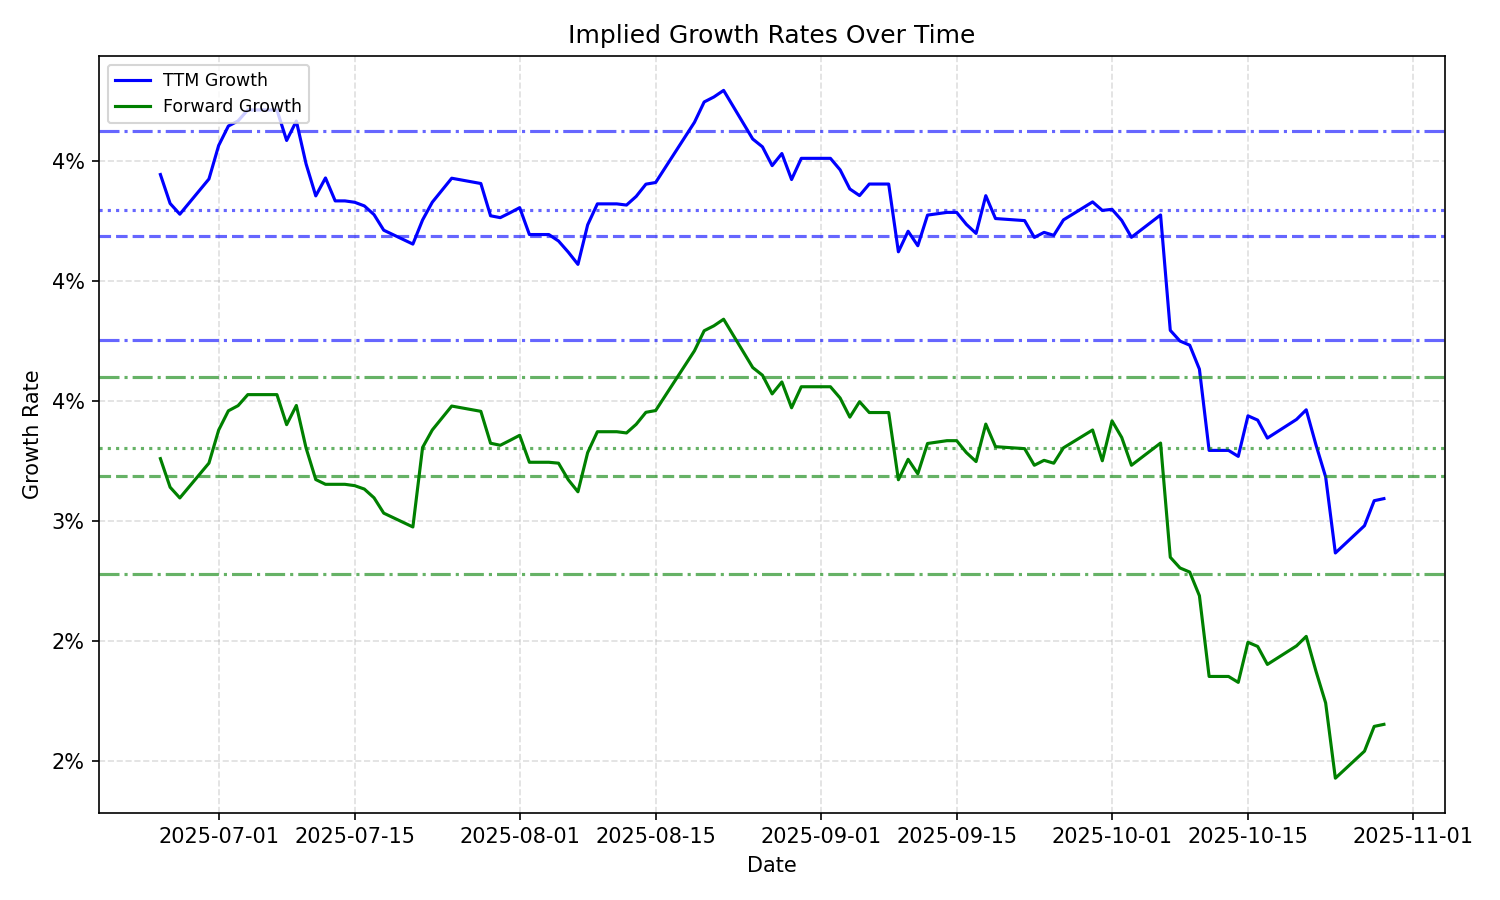 Implied Growth Rates Over Time
TTM Growth
Forward Growth
4%
4%
4%
3%
2%
2%
Growth Rate
2025-07-01 2025-07-15 2025-08-01 2025-08-15 2025-09-01 2025-09-15 2025-10-01 2025-10-15 2025-11-01
Date